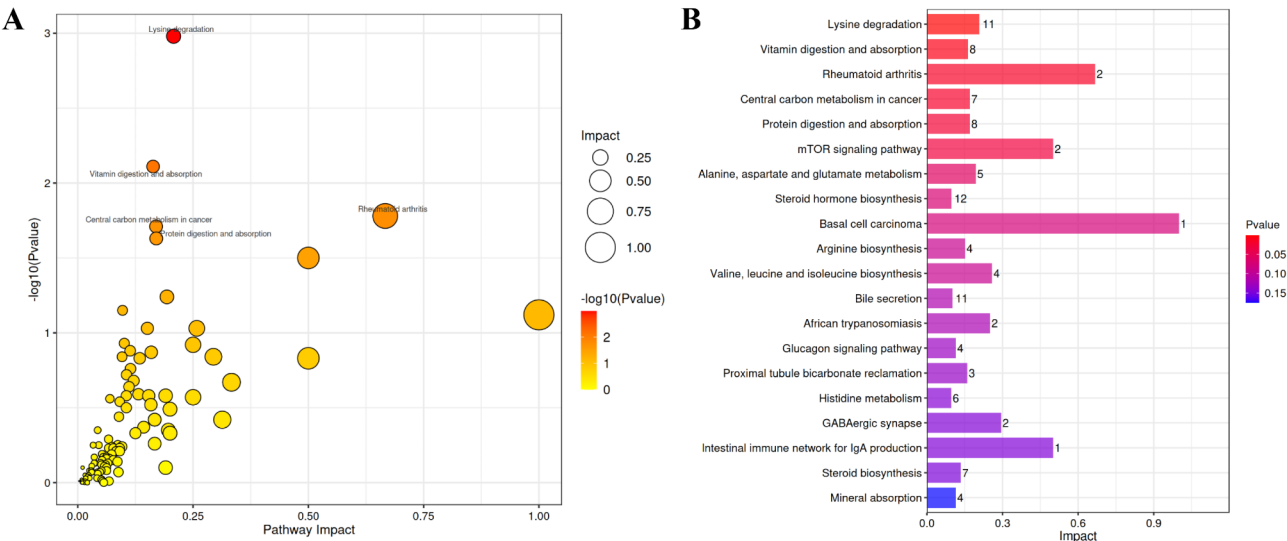 A
Lysine degradation
Vitamin digestion and absorption
Rheumatoid arthritis
Central carbon metabolism in cancer
Protein digestion and absorption
3
2
1
0
-log10(Pvalue)
0.00
0.25
0.50
0.75
1.00
Pathway Impact
Impact
0.25
0.50
0.75
1.00
-log10(Pvalue)
2
1
0
B
Lysine degradation 11
Vitamin digestion and absorption 8
Rheumatoid arthritis 2
Central carbon metabolism in cancer 7
Protein digestion and absorption 8
mTOR signaling pathway 2
Alanine, aspartate and glutamate metabolism 5
Steroid hormone biosynthesis 12
Basal cell carcinoma 1
Arginine biosynthesis 4
Valine, leucine and isoleucine biosynthesis 4
Bile secretion 11
African trypanosomiasis 2
Glucagon signaling pathway 4
Proximal tubule bicarbonate reclamation 3
Histidine metabolism 6
GABAergic synapse 2
Intestinal immune network for IgA production 1
Steroid biosynthesis 7
Mineral absorption 4
0.0
0.3
0.6
0.9
Impact
Pvalue
0.05
0.10
0.15